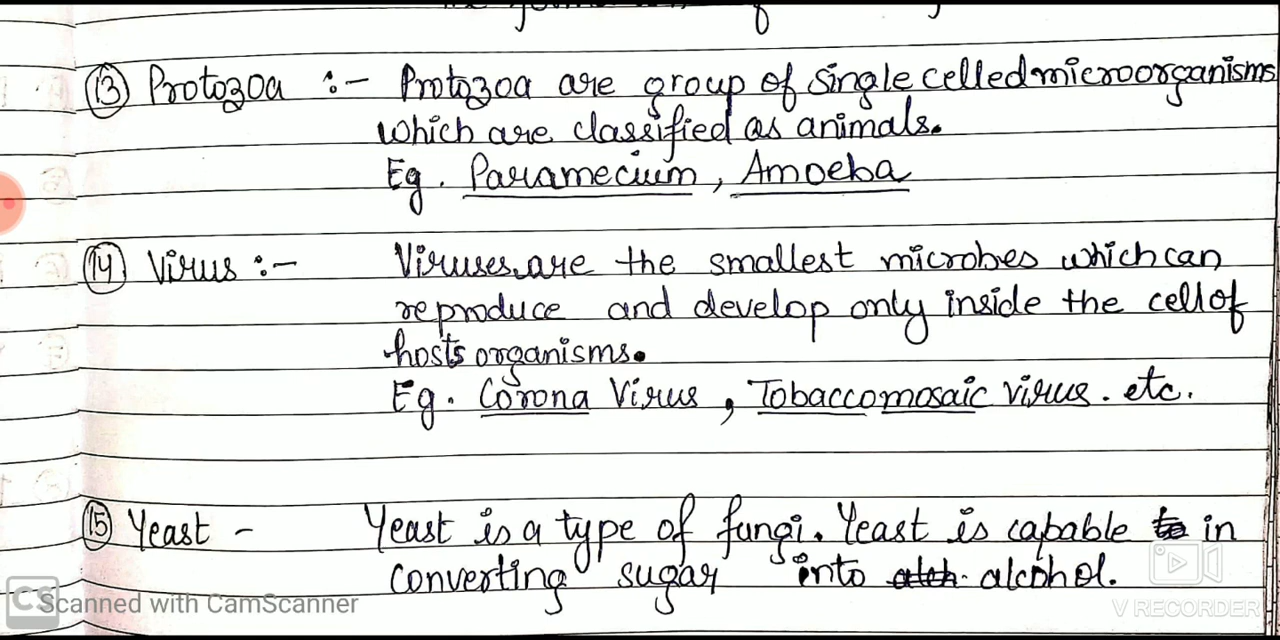 (13) Protozoa :- Protozoa are group of single celled microorganisms
which are classified as animals.
Eg. Paramecium, Amoeba
(14) Virus :- Viruses are the smallest microbes which can
reproduce and develop only inside the cell of
hosts organisms.
Eg. Corona Virus, Tobaccomosaic virus. etc.
(15) Yeast - Yeast is a type of fungi. Yeast is capable to in
converting sugar into alcohol.
CS Scanned with CamScanner
V RECORDER